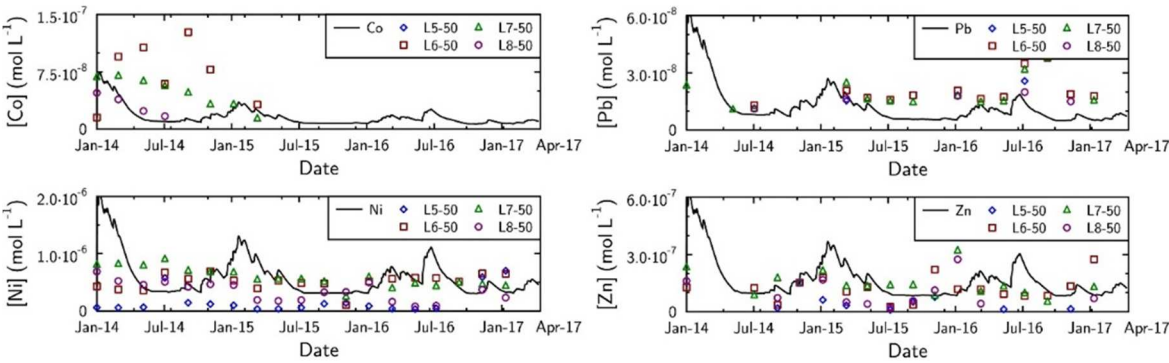 1.5·10⁻⁷
7.5·10⁻⁸
0
[Co] (mol L⁻¹)
Co L5-50 L7-50
L6-50 L8-50
Jan-14 Jul-14 Jan-15 Jul-15 Jan-16 Jul-16 Jan-17 Apr-17
Date
6.0·10⁻⁸
3.0·10⁻⁸
0
[Pb] (mol L⁻¹)
Pb L5-50 L7-50
L6-50 L8-50
Jan-14 Jul-14 Jan-15 Jul-15 Jan-16 Jul-16 Jan-17 Apr-17
Date
2.0·10⁻⁶
1.0·10⁻⁶
0
[Ni] (mol L⁻¹)
Ni L5-50 L7-50
L6-50 L8-50
Jan-14 Jul-14 Jan-15 Jul-15 Jan-16 Jul-16 Jan-17 Apr-17
Date
6.0·10⁻⁷
3.0·10⁻⁷
0
[Zn] (mol L⁻¹)
Zn L5-50 L7-50
L6-50 L8-50
Jan-14 Jul-14 Jan-15 Jul-15 Jan-16 Jul-16 Jan-17 Apr-17
Date